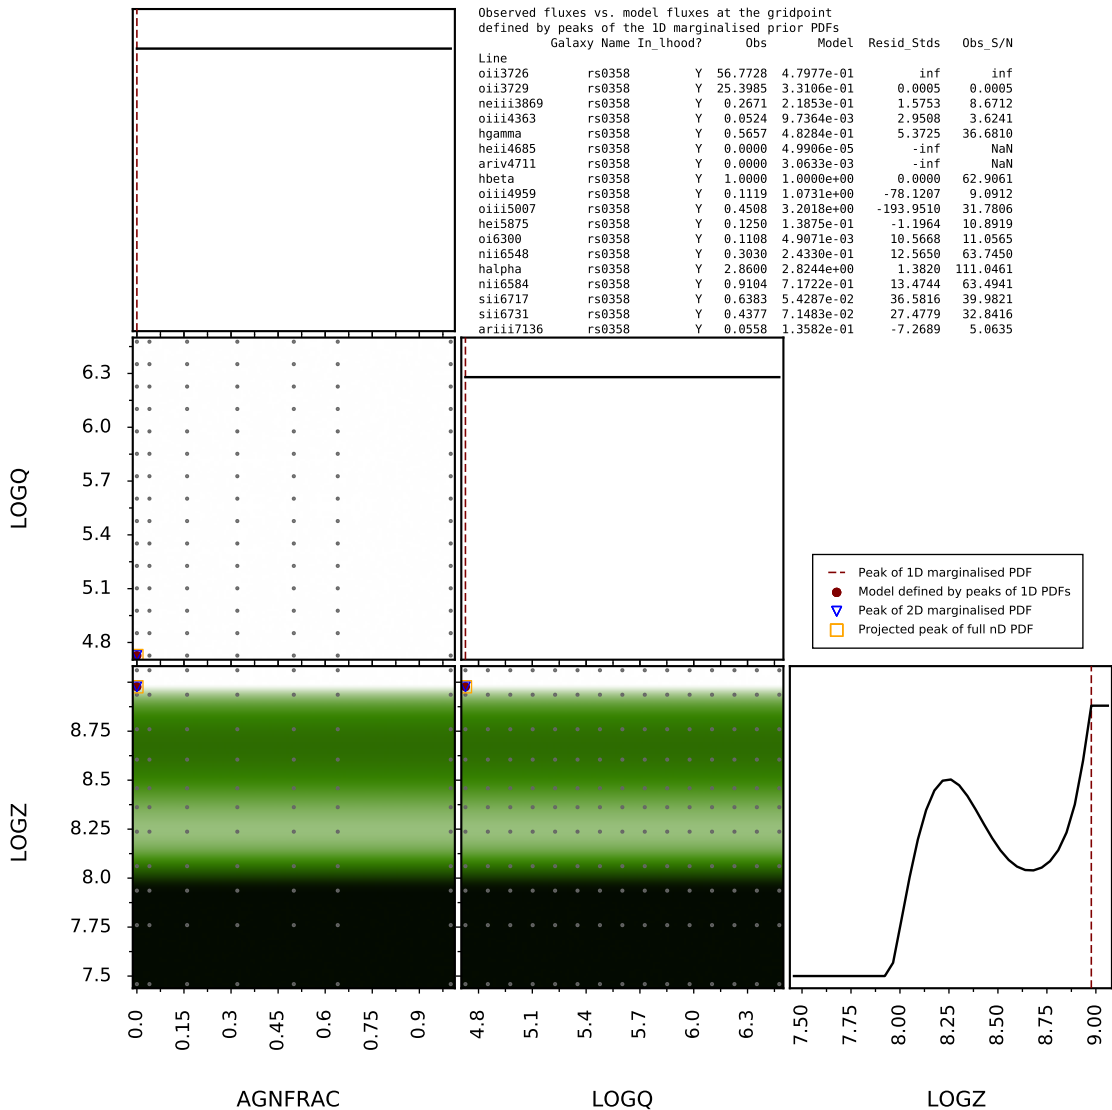 Observed fluxes vs. model fluxes at the gridpoint
defined by peaks of the 1D marginalised prior PDFs
Galaxy Name In_lhood? Obs Model Resid_Stds Obs_S/N
Line
oii3726 rs0358 Y 56.7728 4.7977e-01 inf inf
oii3729 rs0358 Y 25.3985 3.3106e-01 0.0005 0.0005
neiii3869 rs0358 Y 0.2671 2.1853e-01 1.5753 8.6712
oiii4363 rs0358 Y 0.0524 9.7364e-03 2.9508 3.6241
hgamma rs0358 Y 0.5657 4.8284e-01 5.3725 36.6810
heii4685 rs0358 Y 0.0000 4.9906e-05 -inf NaN
ariv4711 rs0358 Y 0.0000 3.0633e-03 -inf NaN
hbeta rs0358 Y 1.0000 1.0000e+00 0.0000 62.9061
oiii4959 rs0358 Y 0.1119 1.0731e+00 -78.1207 9.0912
oiii5007 rs0358 Y 0.4508 3.2018e+00 -193.9510 31.7806
hei5875 rs0358 Y 0.1250 1.3875e-01 -1.1964 10.8919
oi6300 rs0358 Y 0.1108 4.9071e-03 10.5668 11.0565
nii6548 rs0358 Y 0.3030 2.4330e-01 12.5650 63.7450
halpha rs0358 Y 2.8600 2.8244e+00 1.3820 111.0461
nii6584 rs0358 Y 0.9104 7.1722e-01 13.4744 63.4941
sii6717 rs0358 Y 0.6383 5.4287e-02 36.5816 39.9821
sii6731 rs0358 Y 0.4377 7.1483e-02 27.4779 32.8416
ariii7136 rs0358 Y 0.0558 1.3582e-01 -7.2689 5.0635
6.3
6.0
5.7
5.4
5.1
4.8
LOGQ
Peak of 1D marginalised PDF
Model defined by peaks of 1D PDFs
Peak of 2D marginalised PDF
Projected peak of full nD PDF
8.75
8.5
8.25
8.0
7.75
7.5
LOGZ
0.0 0.15 0.3 0.45 0.6 0.75 0.9
4.8 5.1 5.4 5.7 6.0 6.3
7.50 7.75 8.00 8.25 8.50 8.75 9.00
AGNFRAC LOGQ LOGZ